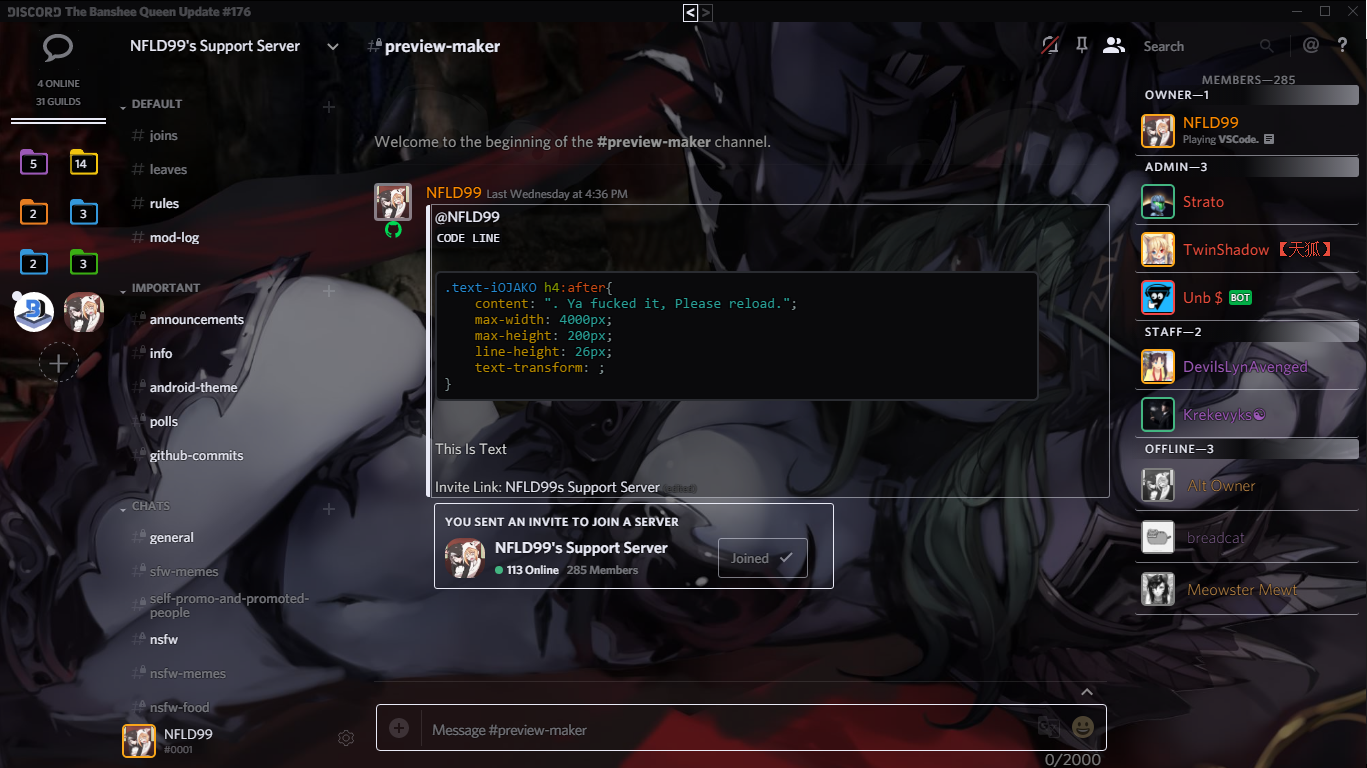 DISCORD The Banshee Queen Update #176
< >
4 ONLINE
31 GUILDS
5
14
2
3
2
3
NFLD99's Support Server
DEFAULT
joins
leaves
rules
mod-log
IMPORTANT
announcements
info
android-theme
polls
github-commits
CHATS
general
sfw-memes
self-promo-and-promoted-
people
nsfw
nsfw-memes
nsfw-food
NFLD99
#0001
#preview-maker
Search
@ ?
Welcome to the beginning of the #preview-maker channel.
NFLD99 Last Wednesday at 4:36 PM
@NFLD99
CODE LINE
.text-iOJAKO h4:after{
content: ". Ya fucked it, Please reload.";
max-width: 4000px;
max-height: 200px;
line-height: 26px;
text-transform: ;
}
This Is Text
Invite Link: NFLD99s Support Server
YOU SENT AN INVITE TO JOIN A SERVER
NFLD99's Support Server
113 Online 285 Members
Joined
Message #preview-maker
0/2000
MEMBERS—285
OWNER—1
NFLD99
Playing VSCode.
ADMIN—3
Strato
TwinShadow 【天狐】
Unb $ BOT
STAFF—2
DevilsLynAvenged
Krekevyks☯
OFFLINE—3
Alt Owner
breadcat
Meowster Mewt